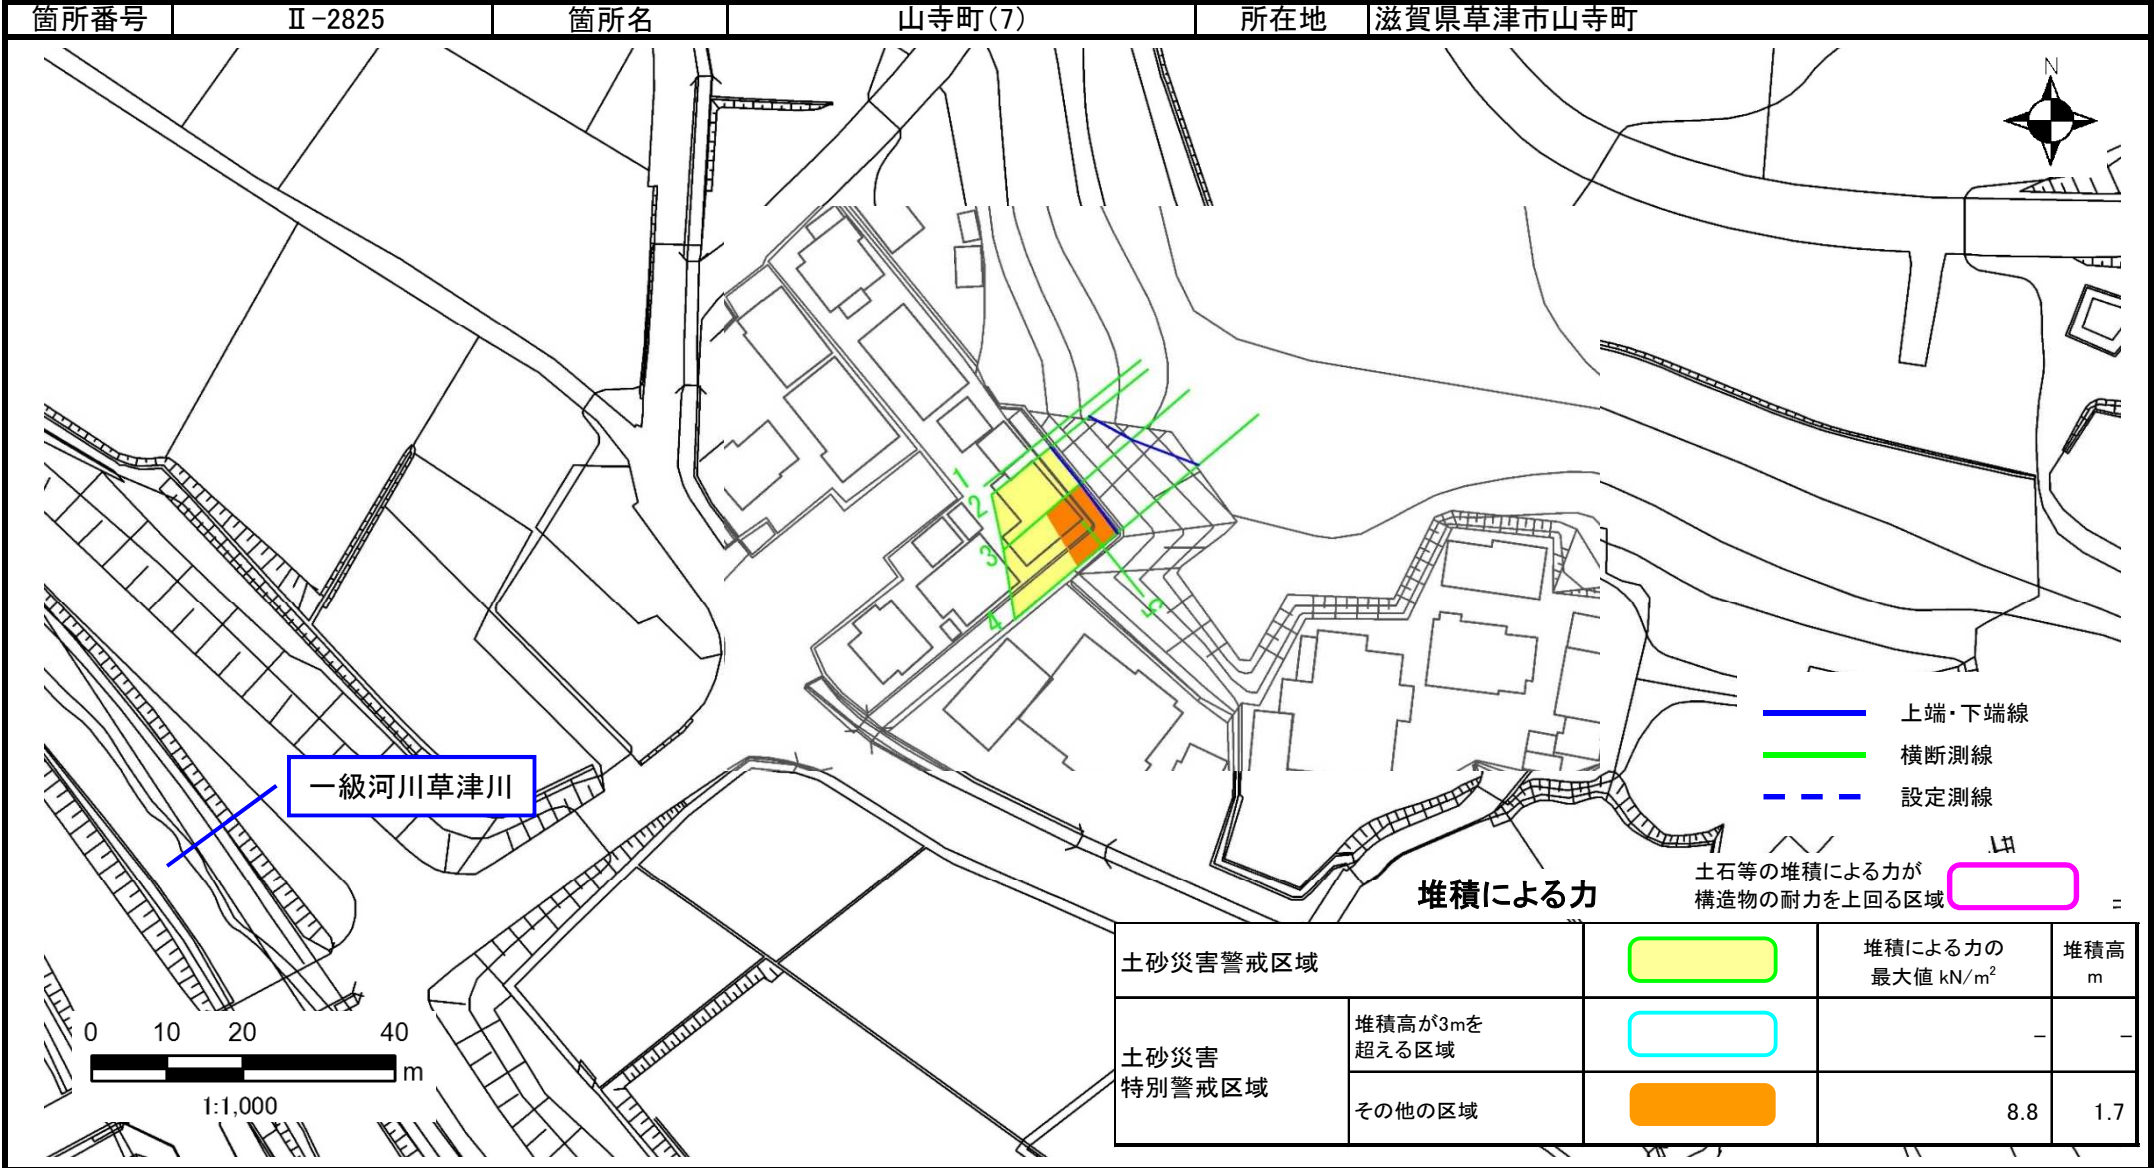 箇所番号 Ⅱ-2825 箇所名 山寺町(7) 所在地 滋賀県草津市山寺町
N
1
2
3
4
5
一級河川草津川
上端・下端線
横断測線
設定測線
堆積による力
土石等の堆積による力が
構造物の耐力を上回る区域
土砂災害警戒区域
堆積による力の
最大値 kN/m²
堆積高
m
土砂災害
特別警戒区域
堆積高が3mを
超える区域
- -
その他の区域
8.8 1.7
0 10 20 40
m
1:1,000